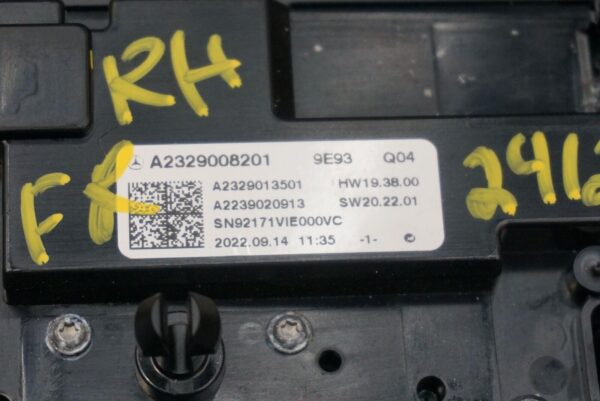 RH
A2329008201 9E93 Q04
A2329013501 HW19.38.00
A2239020913 SW20.22.01
SN92171VIE000VC
2022.09.14 11:35 -1-